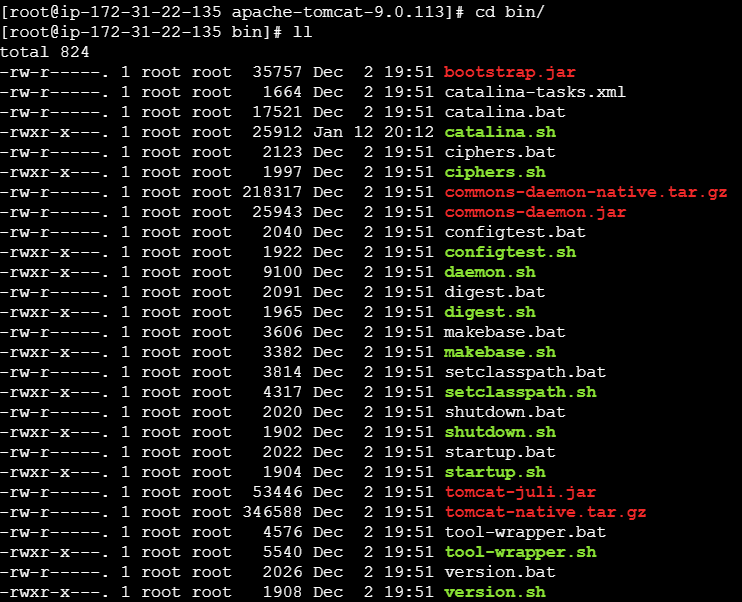 [root@ip-172-31-22-135 apache-tomcat-9.0.113]# cd bin/
[root@ip-172-31-22-135 bin]# ll
total 824
-rw-r-----. 1 root root  35757 Dec  2 19:51 bootstrap.jar
-rw-r-----. 1 root root   1664 Dec  2 19:51 catalina-tasks.xml
-rw-r-----. 1 root root  17521 Dec  2 19:51 catalina.bat
-rwxr-x---. 1 root root  25912 Jan 12 20:12 catalina.sh
-rw-r-----. 1 root root   2123 Dec  2 19:51 ciphers.bat
-rwxr-x---. 1 root root   1997 Dec  2 19:51 ciphers.sh
-rw-r-----. 1 root root 218317 Dec  2 19:51 commons-daemon-native.tar.gz
-rw-r-----. 1 root root  25943 Dec  2 19:51 commons-daemon.jar
-rw-r-----. 1 root root   2040 Dec  2 19:51 configtest.bat
-rwxr-x---. 1 root root   1922 Dec  2 19:51 configtest.sh
-rwxr-x---. 1 root root   9100 Dec  2 19:51 daemon.sh
-rw-r-----. 1 root root   2091 Dec  2 19:51 digest.bat
-rwxr-x---. 1 root root   1965 Dec  2 19:51 digest.sh
-rw-r-----. 1 root root   3606 Dec  2 19:51 makebase.bat
-rwxr-x---. 1 root root   3382 Dec  2 19:51 makebase.sh
-rw-r-----. 1 root root   3814 Dec  2 19:51 setclasspath.bat
-rwxr-x---. 1 root root   4317 Dec  2 19:51 setclasspath.sh
-rw-r-----. 1 root root   2020 Dec  2 19:51 shutdown.bat
-rwxr-x---. 1 root root   1902 Dec  2 19:51 shutdown.sh
-rw-r-----. 1 root root   2022 Dec  2 19:51 startup.bat
-rwxr-x---. 1 root root   1904 Dec  2 19:51 startup.sh
-rw-r-----. 1 root root  53446 Dec  2 19:51 tomcat-juli.jar
-rw-r-----. 1 root root 346588 Dec  2 19:51 tomcat-native.tar.gz
-rw-r-----. 1 root root   4576 Dec  2 19:51 tool-wrapper.bat
-rwxr-x---. 1 root root   5540 Dec  2 19:51 tool-wrapper.sh
-rw-r-----. 1 root root   2026 Dec  2 19:51 version.bat
-rwxr-x---. 1 root root   1908 Dec  2 19:51 version.sh